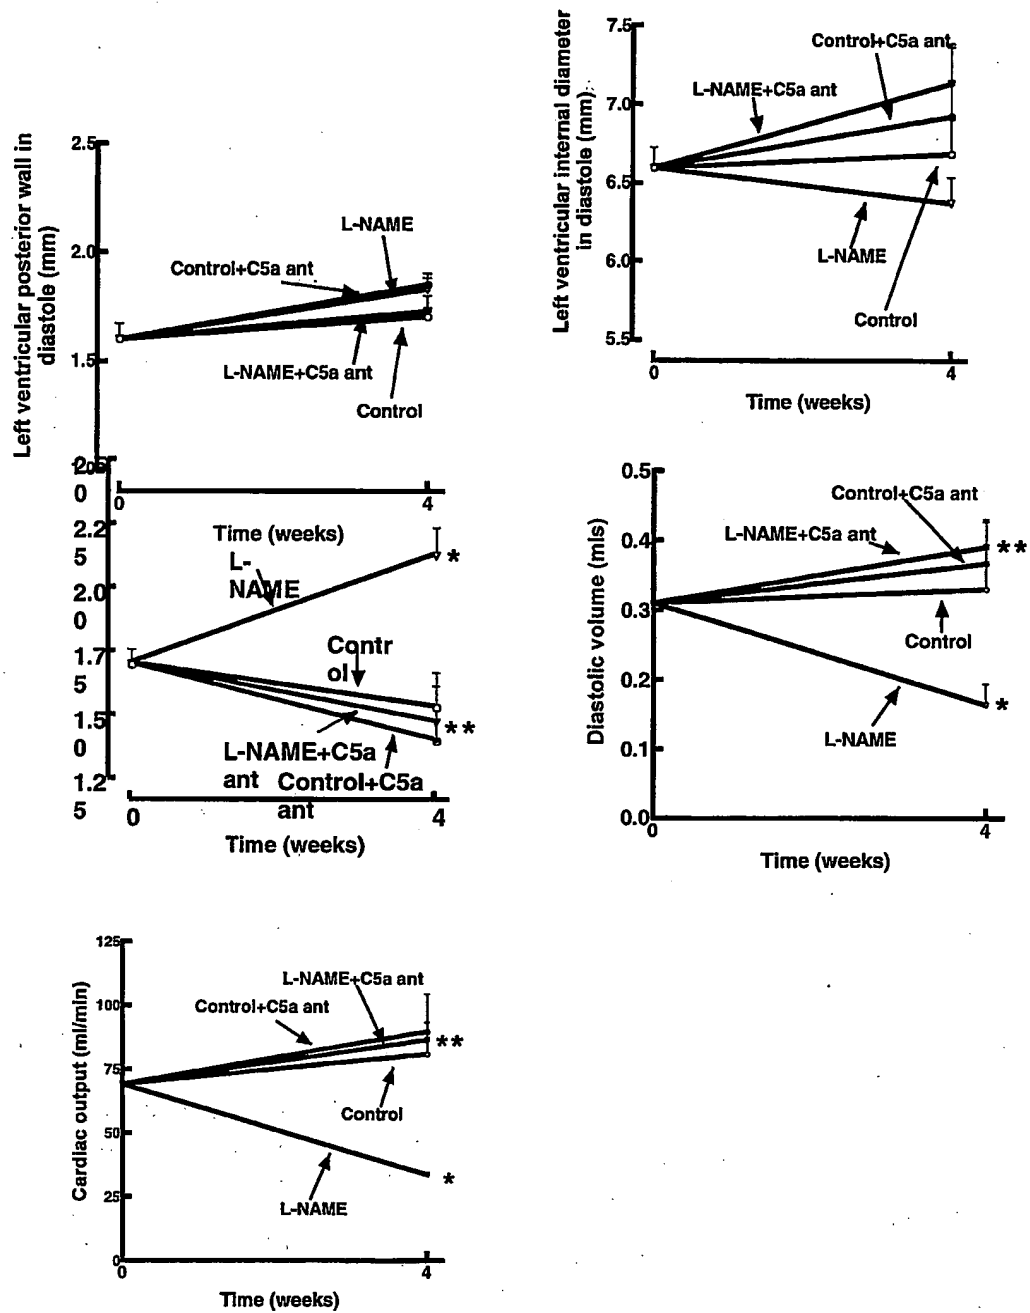 Left ventricular posterior wall in
diastole (mm)
2.5
2.0
1.5
L-NAME
Control+C5a ant
L-NAME+C5a ant
Control
0
4
Time (weeks)
Left ventricular internal diameter
in diastole (mm)
7.5
7.0
6.5
6.0
5.5
Control+C5a ant
L-NAME+C5a ant
L-NAME
Control
0
4
Time (weeks)
0
2.2
5
2.0
0
1.7
5
1.5
0
1.2
5
L-
NAME
*
Contr
ol
**
L-NAME+C5a
ant
Control+C5a
ant
0
4
Time (weeks)
Diastolic volume (mls)
0.5
0.4
0.3
0.2
0.1
0.0
Control+C5a ant
L-NAME+C5a ant
**
Control
*
L-NAME
0
4
Time (weeks)
Cardiac output (ml/min)
125
100
75
50
25
0
L-NAME+C5a ant
Control+C5a ant
**
Control
*
L-NAME
0
4
Time (weeks)